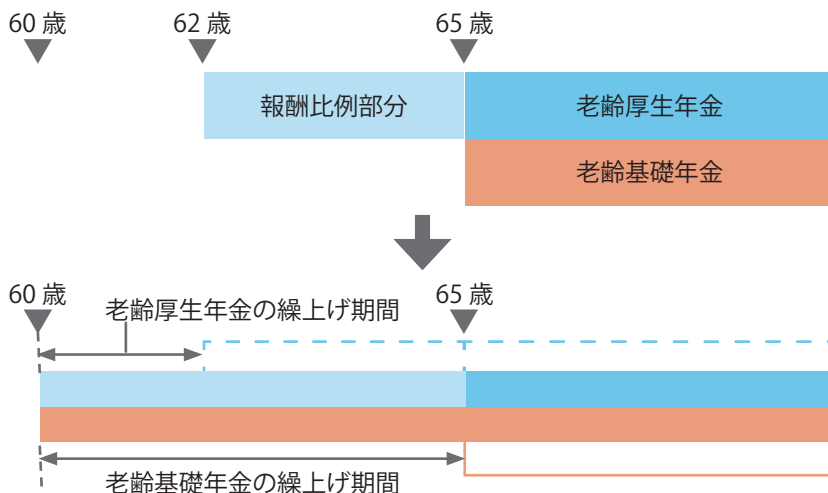 60 歳 62 歳 65 歳
報酬比例部分 老齢厚生年金
老齢基礎年金
60 歳 65 歳
老齢厚生年金の繰上げ期間
老齢基礎年金の繰上げ期間